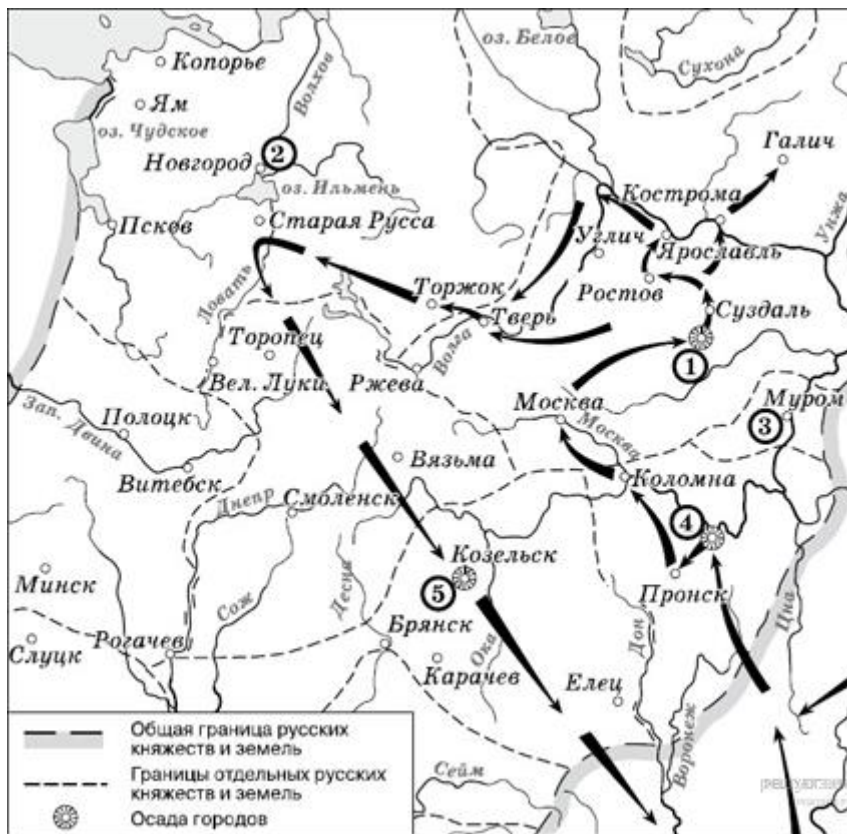 оз. Белое
Сухона
Копорье
Волхов
Ям
оз. Чудское
Галич
Новгород
2
оз. Ильмень
Кострома
Старая Русса
Псков
Унжа
Углич
Ярославль
Ловать
Торжок
Ростов
Суздаль
Тверь
Торопец
Волга
1
Вел. Луки
Ржева
Москва
Муром
Зап. Двина
Полоцк
Москва
3
Вязьма
Витебск
Коломна
Днепр
Смоленск
4
Козельск
Минск
5
Десна
Пронск
Цна
Сож
Слуцк
Рогачев
Брянск
Дон
Ока
Карачев
Елец
Воронеж
Сейм
Общая граница русских
княжеств и земель
Границы отдельных русских
княжеств и земель
Осада городов